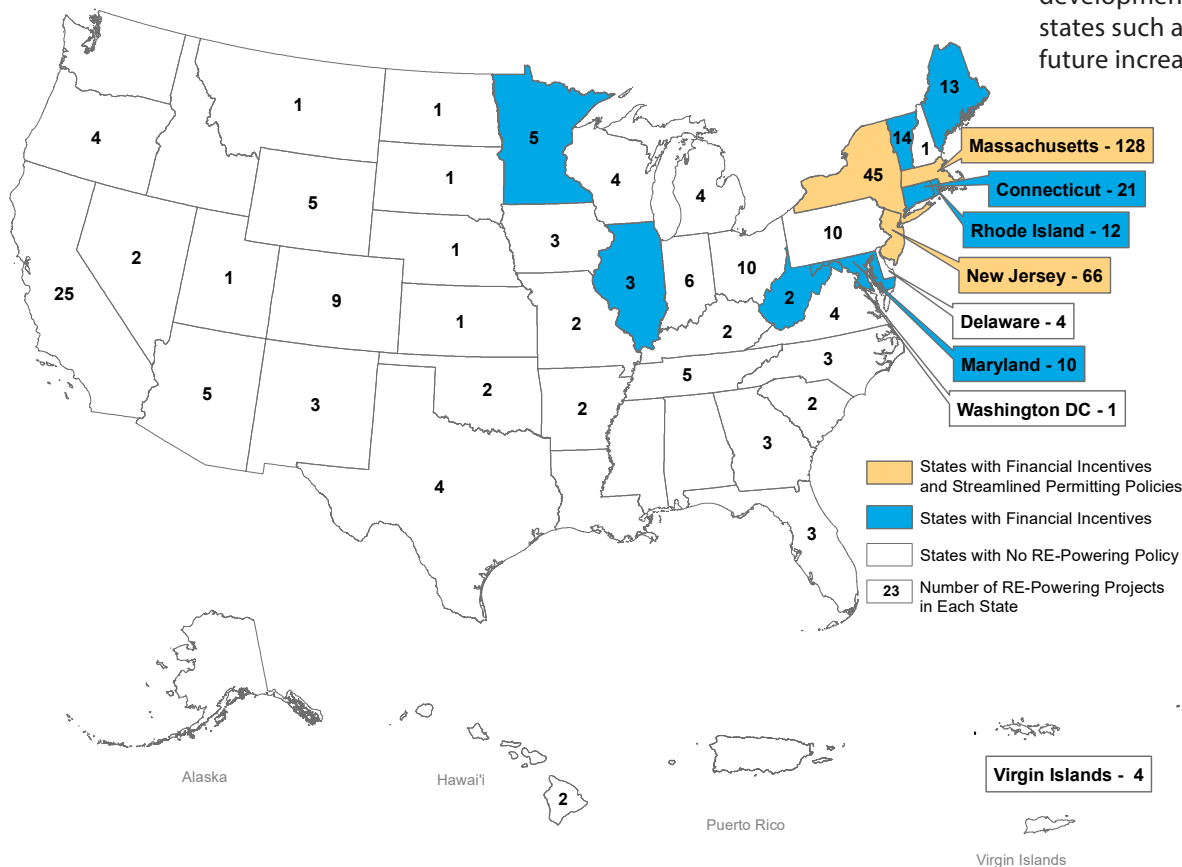 development
states such a
future increa
13
1
1
5
14
1
4
Massachusetts - 128
1
4
4
45
Connecticut - 21
5
Rhode Island - 12
3
10
2
1
10
New Jersey - 66
1
6
25
9
3
2
Delaware - 4
1
2
4
2
Maryland - 10
5
3
5
2
3
2
2
Washington DC - 1
3
4
3
States with Financial Incentives
and Streamlined Permitting Policies
States with Financial Incentives
States with No RE-Powering Policy
23
Number of RE-Powering Projects
in Each State
Alaska
Hawai'i
2
Puerto Rico
Virgin Islands - 4
Virgin Islands